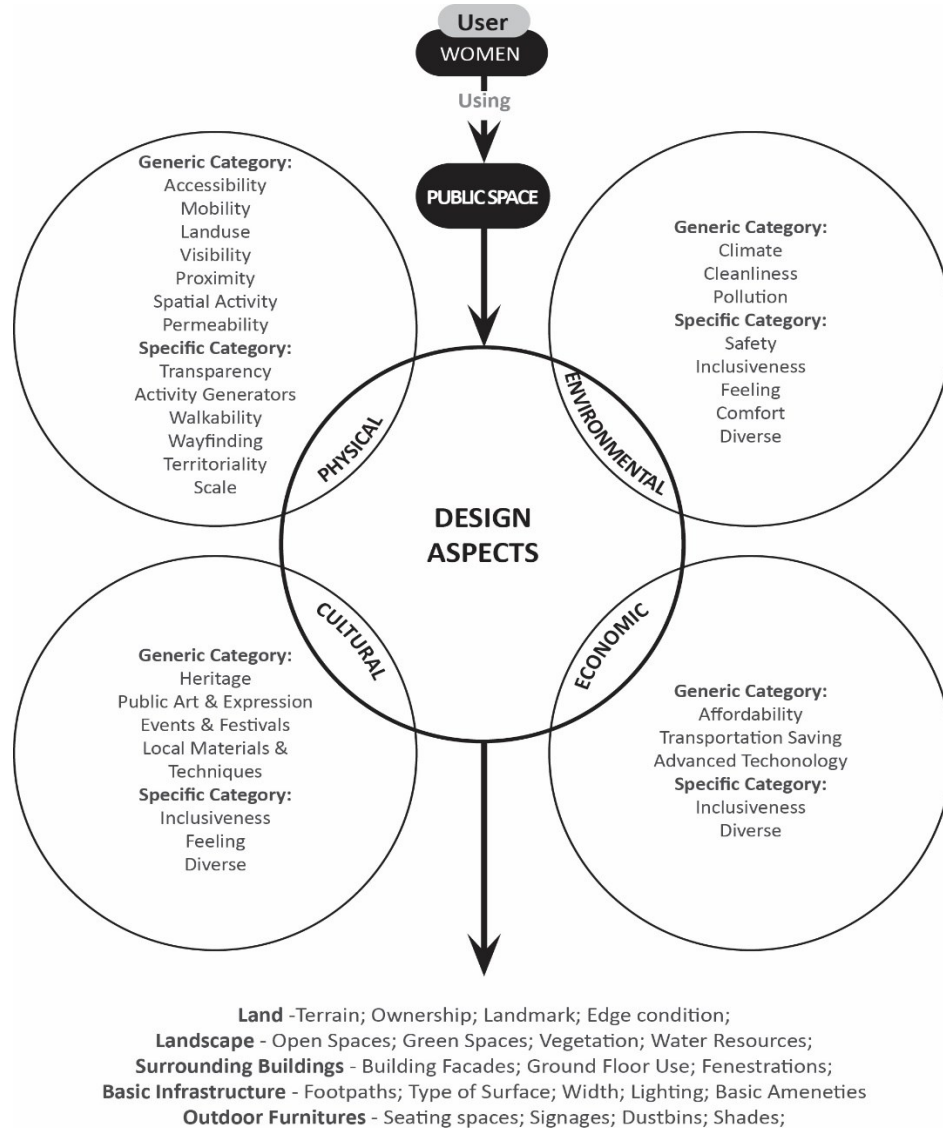 User
WOMEN
Using
PUBLIC SPACE
Generic Category:
Accessibility
Mobility
Landuse
Visibility
Proximity
Spatial Activity
Permeability
Specific Category:
Transparency
Activity Generators
Walkability
Wayfinding
Territoriality
Scale
PHYSICAL
Generic Category:
Climate
Cleanliness
Pollution
Specific Category:
Safety
Inclusiveness
Feeling
Comfort
Diverse
ENVIRONMENTAL
DESIGN
ASPECTS
CULTURAL
Generic Category:
Heritage
Public Art & Expression
Events & Festivals
Local Materials &
Techniques
Specific Category:
Inclusiveness
Feeling
Diverse
ECONOMIC
Generic Category:
Affordability
Transportation Saving
Advanced Techonology
Specific Category:
Inclusiveness
Diverse
Land -Terrain; Ownership; Landmark; Edge condition;
Landscape - Open Spaces; Green Spaces; Vegetation; Water Resources;
Surrounding Buildings - Building Facades; Ground Floor Use; Fenestrations;
Basic Infrastructure - Footpaths; Type of Surface; Width; Lighting; Basic Ameneties
Outdoor Furnitures - Seating spaces; Signages; Dustbins; Shades;